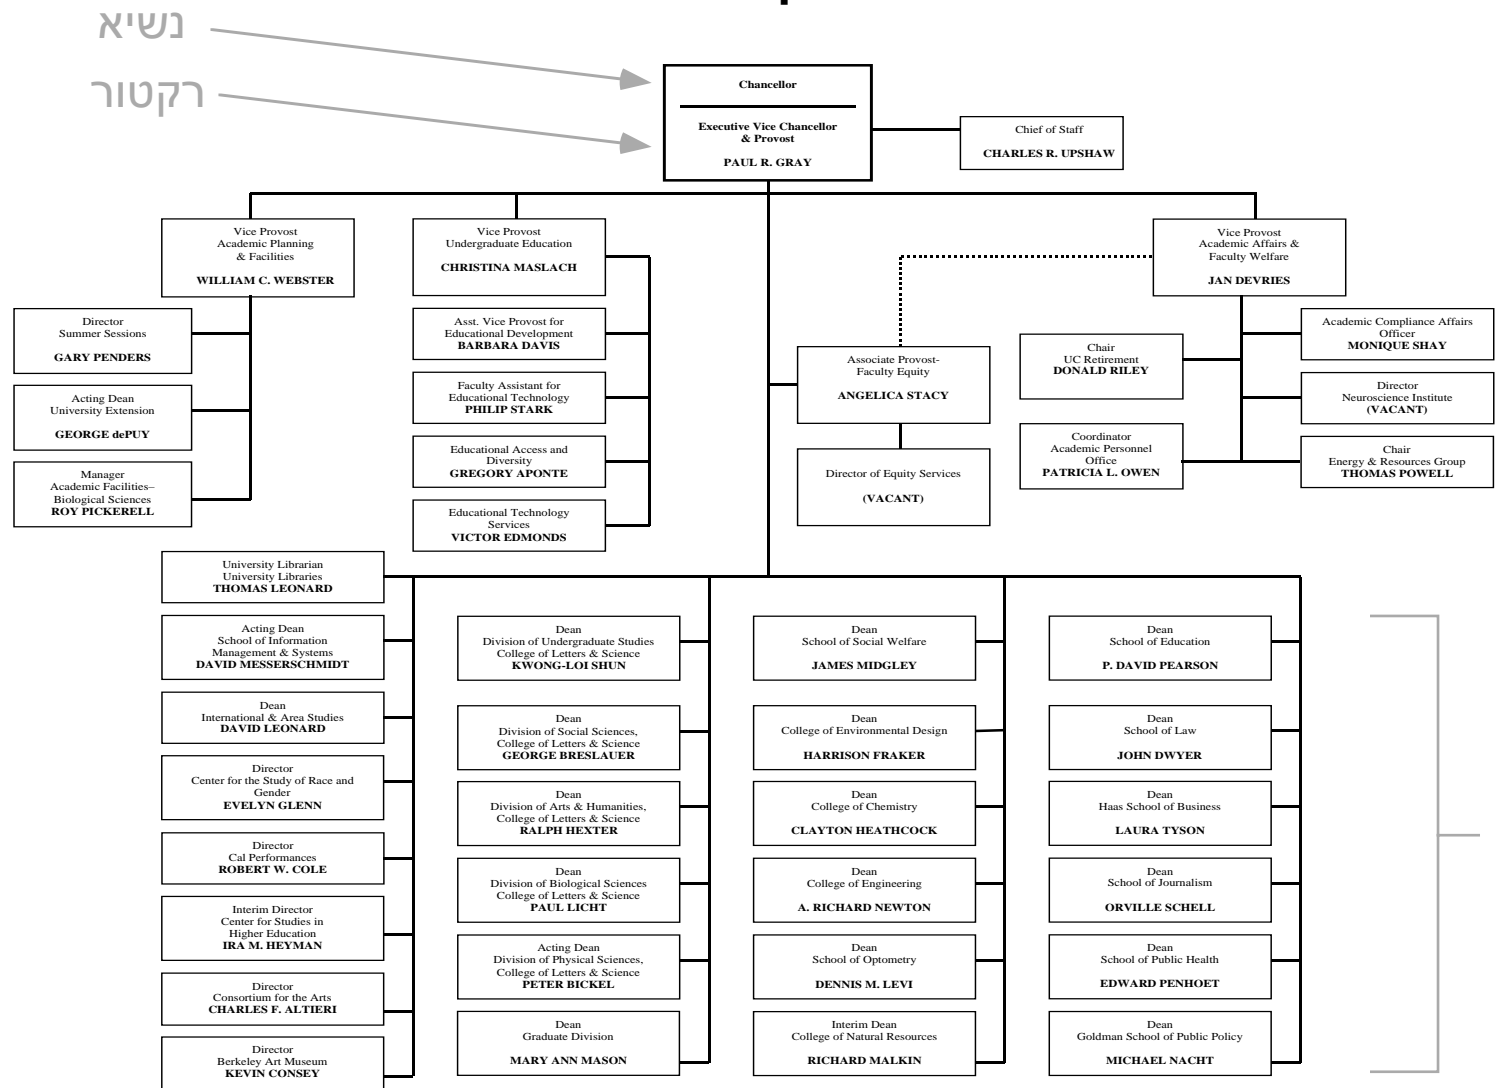 נשיא
רקטור
Chancellor
Executive Vice Chancellor
& Provost
PAUL R. GRAY
Chief of Staff
CHARLES R. UPSHAW
Vice Provost
Academic Planning
& Facilities
WILLIAM C. WEBSTER
Director
Summer Sessions
GARY PENDERS
Acting Dean
University Extension
GEORGE dePUY
Manager
Academic Facilities–
Biological Sciences
ROY PICKERELL
Vice Provost
Undergraduate Education
CHRISTINA MASLACH
Asst. Vice Provost for
Educational Development
BARBARA DAVIS
Faculty Assistant for
Educational Technology
PHILIP STARK
Educational Access and
Diversity
GREGORY APONTE
Educational Technology
Services
VICTOR EDMONDS
Associate Provost-
Faculty Equity
ANGELICA STACY
Director of Equity Services
(VACANT)
Vice Provost
Academic Affairs &
Faculty Welfare
JAN DEVRIES
Chair
UC Retirement
DONALD RILEY
Coordinator
Academic Personnel
Office
PATRICIA L. OWEN
Academic Compliance Affairs
Officer
MONIQUE SHAY
Director
Neuroscience Institute
(VACANT)
Chair
Energy & Resources Group
THOMAS POWELL
University Librarian
University Libraries
THOMAS LEONARD
Acting Dean
School of Information
Management & Systems
DAVID MESSERSCHMIDT
Dean
International & Area Studies
DAVID LEONARD
Director
Center for the Study of Race and
Gender
EVELYN GLENN
Director
Cal Performances
ROBERT W. COLE
Interim Director
Center for Studies in
Higher Education
IRA M. HEYMAN
Director
Consortium for the Arts
CHARLES F. ALTIERI
Director
Berkeley Art Museum
KEVIN CONSEY
Dean
Division of Undergraduate Studies
College of Letters & Science
KWONG-LOI SHUN
Dean
Division of Social Sciences,
College of Letters & Science
GEORGE BRESLAUER
Dean
Division of Arts & Humanities,
College of Letters & Science
RALPH HEXTER
Dean
Division of Biological Sciences
College of Letters & Science
PAUL LICHT
Acting Dean
Division of Physical Sciences,
College of Letters & Science
PETER BICKEL
Dean
Graduate Division
MARY ANN MASON
Dean
School of Social Welfare
JAMES MIDGLEY
Dean
College of Environmental Design
HARRISON FRAKER
Dean
College of Chemistry
CLAYTON HEATHCOCK
Dean
College of Engineering
A. RICHARD NEWTON
Dean
School of Optometry
DENNIS M. LEVI
Interim Dean
College of Natural Resources
RICHARD MALKIN
Dean
School of Education
P. DAVID PEARSON
Dean
School of Law
JOHN DWYER
Dean
Haas School of Business
LAURA TYSON
Dean
School of Journalism
ORVILLE SCHELL
Dean
School of Public Health
EDWARD PENHOET
Dean
Goldman School of Public Policy
MICHAEL NACHT